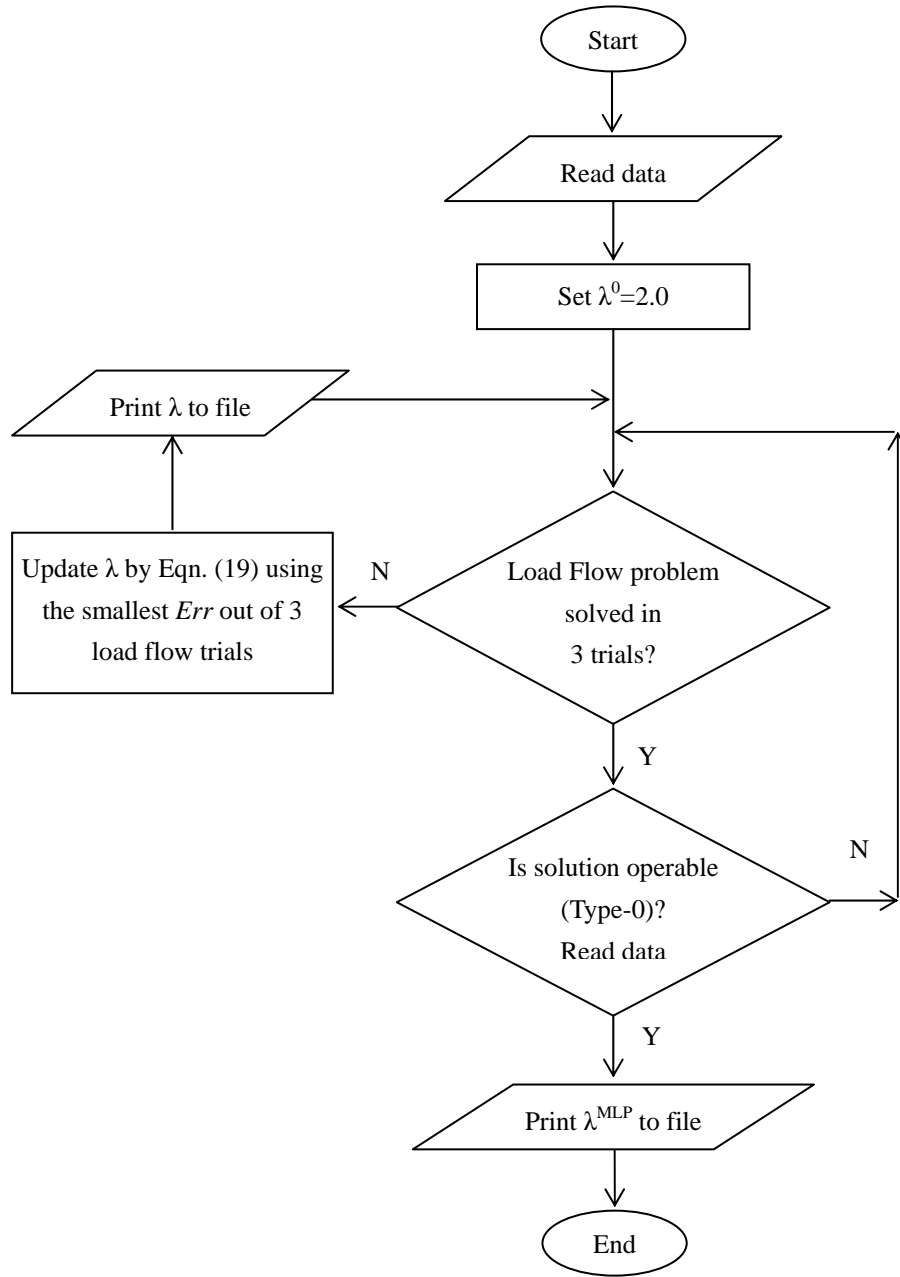 Start
Read data
Set λ⁰=2.0
Print λ to file
Update λ by Eqn. (19) using
the smallest Err out of 3
load flow trials
N
Load Flow problem
solved in
3 trials?
Y
Is solution operable
(Type-0)?
Read data
N
Y
Print λᴹᴸᴾ to file
End